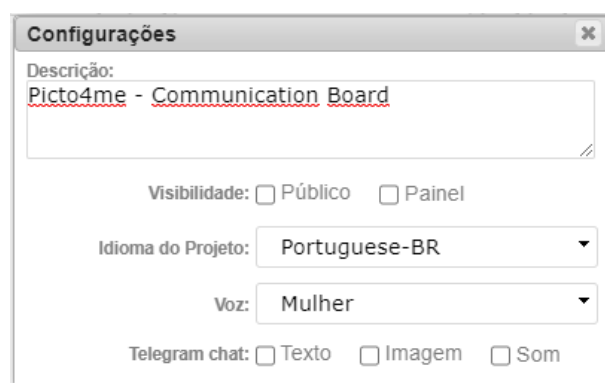 Configurações
Descrição:
Picto4me - Communication Board
Visibilidade: Público Painel
Idioma do Projeto: Portuguese-BR
Voz: Mulher
Telegram chat: Texto Imagem Som